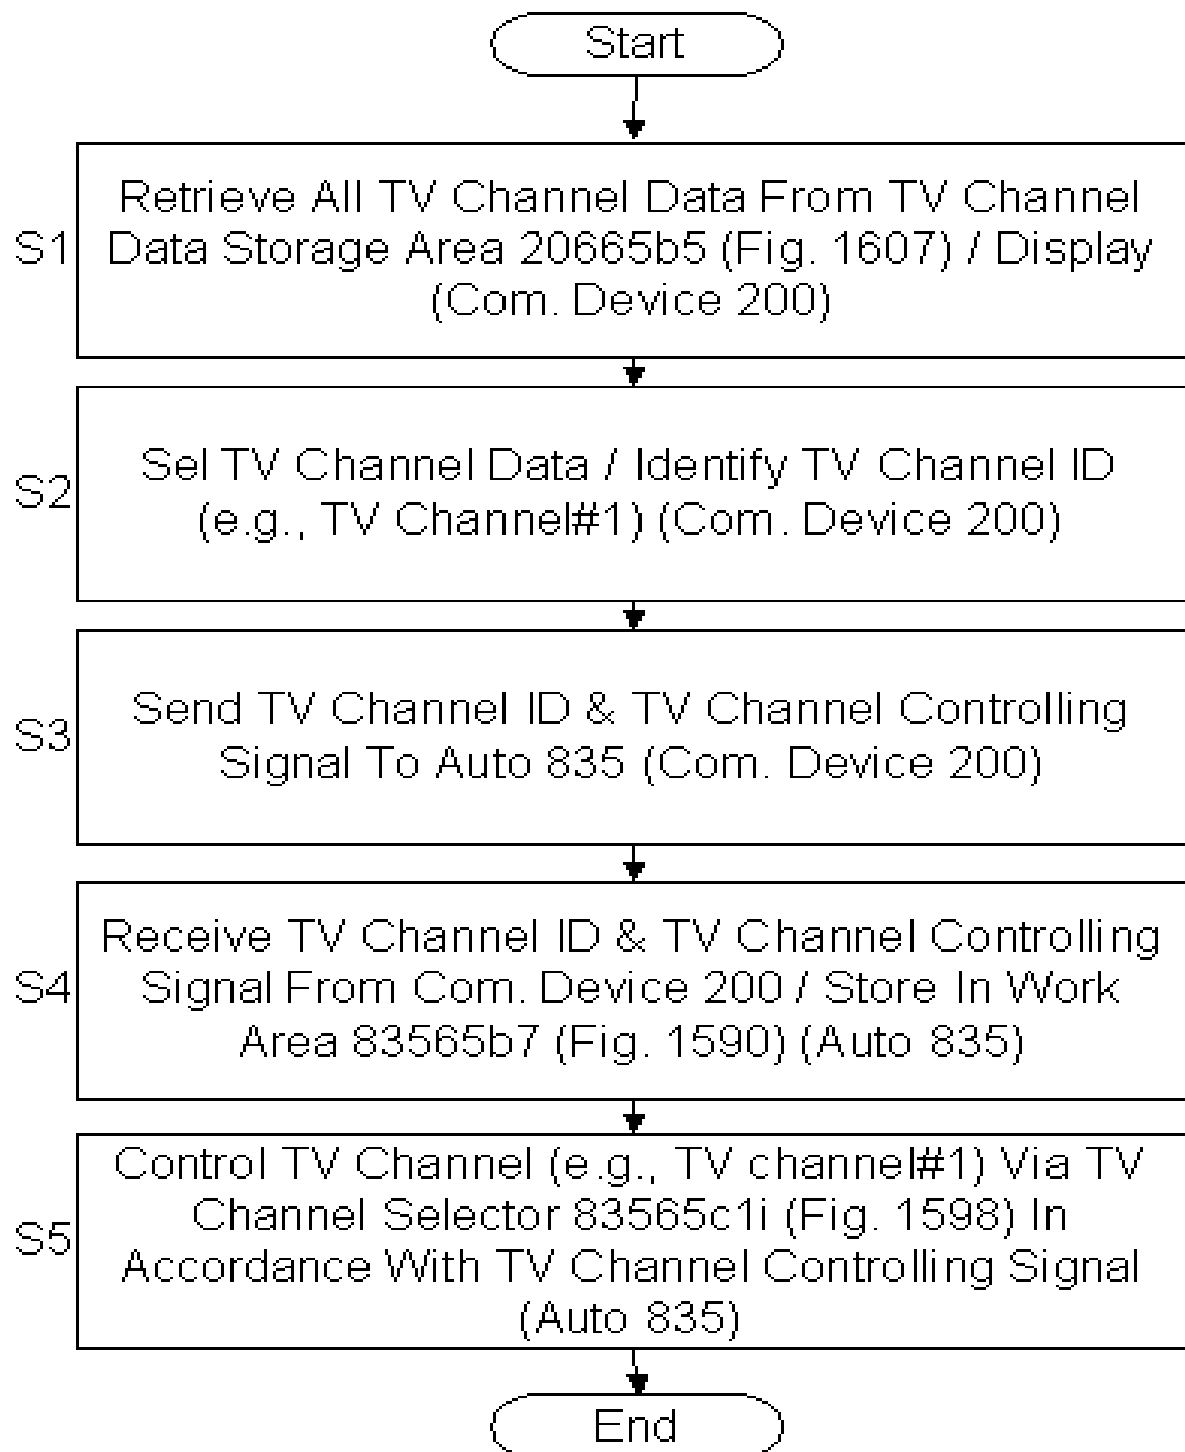 Start
S1
Retrieve All TV Channel Data From TV Channel
Data Storage Area 20665b5 (Fig. 1607) / Display
(Com. Device 200)
S2
Sel TV Channel Data / Identify TV Channel ID
(e.g., TV Channel#1) (Com. Device 200)
S3
Send TV Channel ID & TV Channel Controlling
Signal To Auto 835 (Com. Device 200)
S4
Receive TV Channel ID & TV Channel Controlling
Signal From Com. Device 200 / Store In Work
Area 83565b7 (Fig. 1590) (Auto 835)
S5
Control TV Channel (e.g., TV channel#1) Via TV
Channel Selector 83565c1i (Fig. 1598) In
Accordance With TV Channel Controlling Signal
(Auto 835)
End